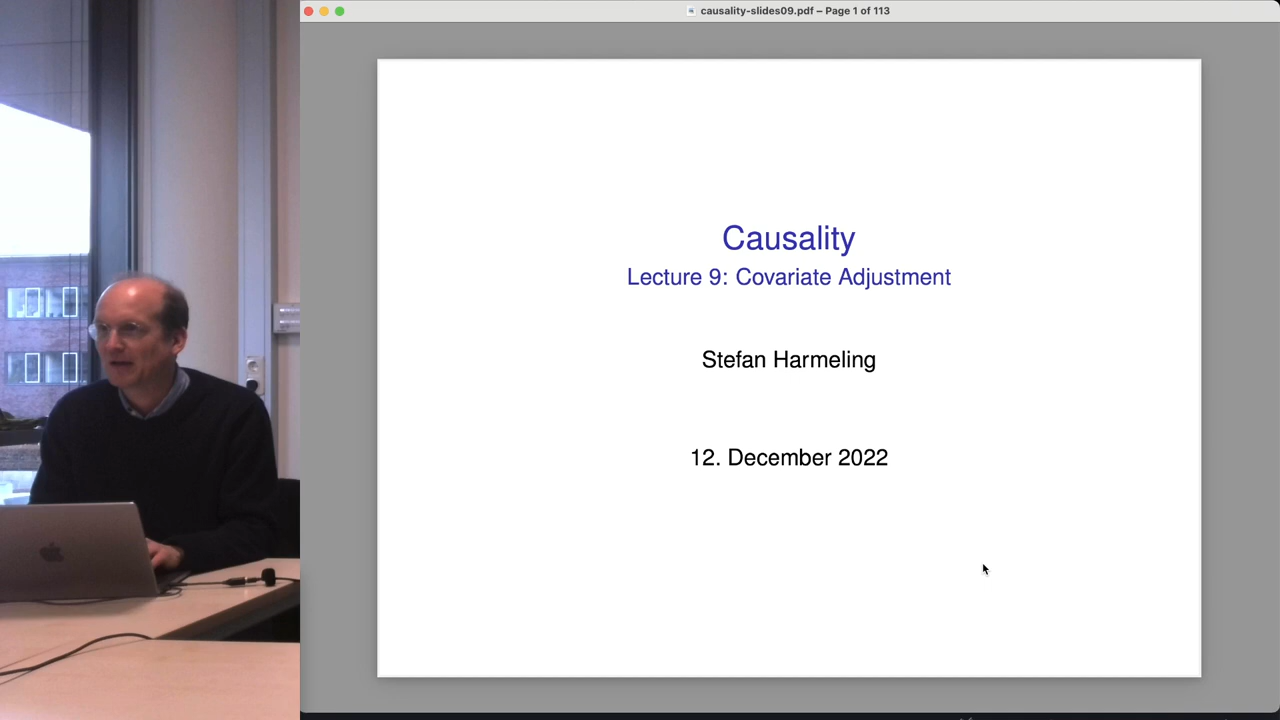 causality-slides09.pdf – Page 1 of 113
Causality
Lecture 9: Covariate Adjustment
Stefan Harmeling
12. December 2022